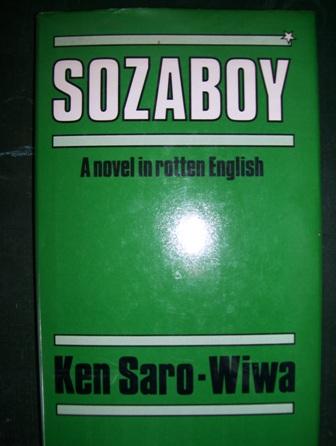 SOZABOY
A novel in rotten English
Ken Saro-Wiwa